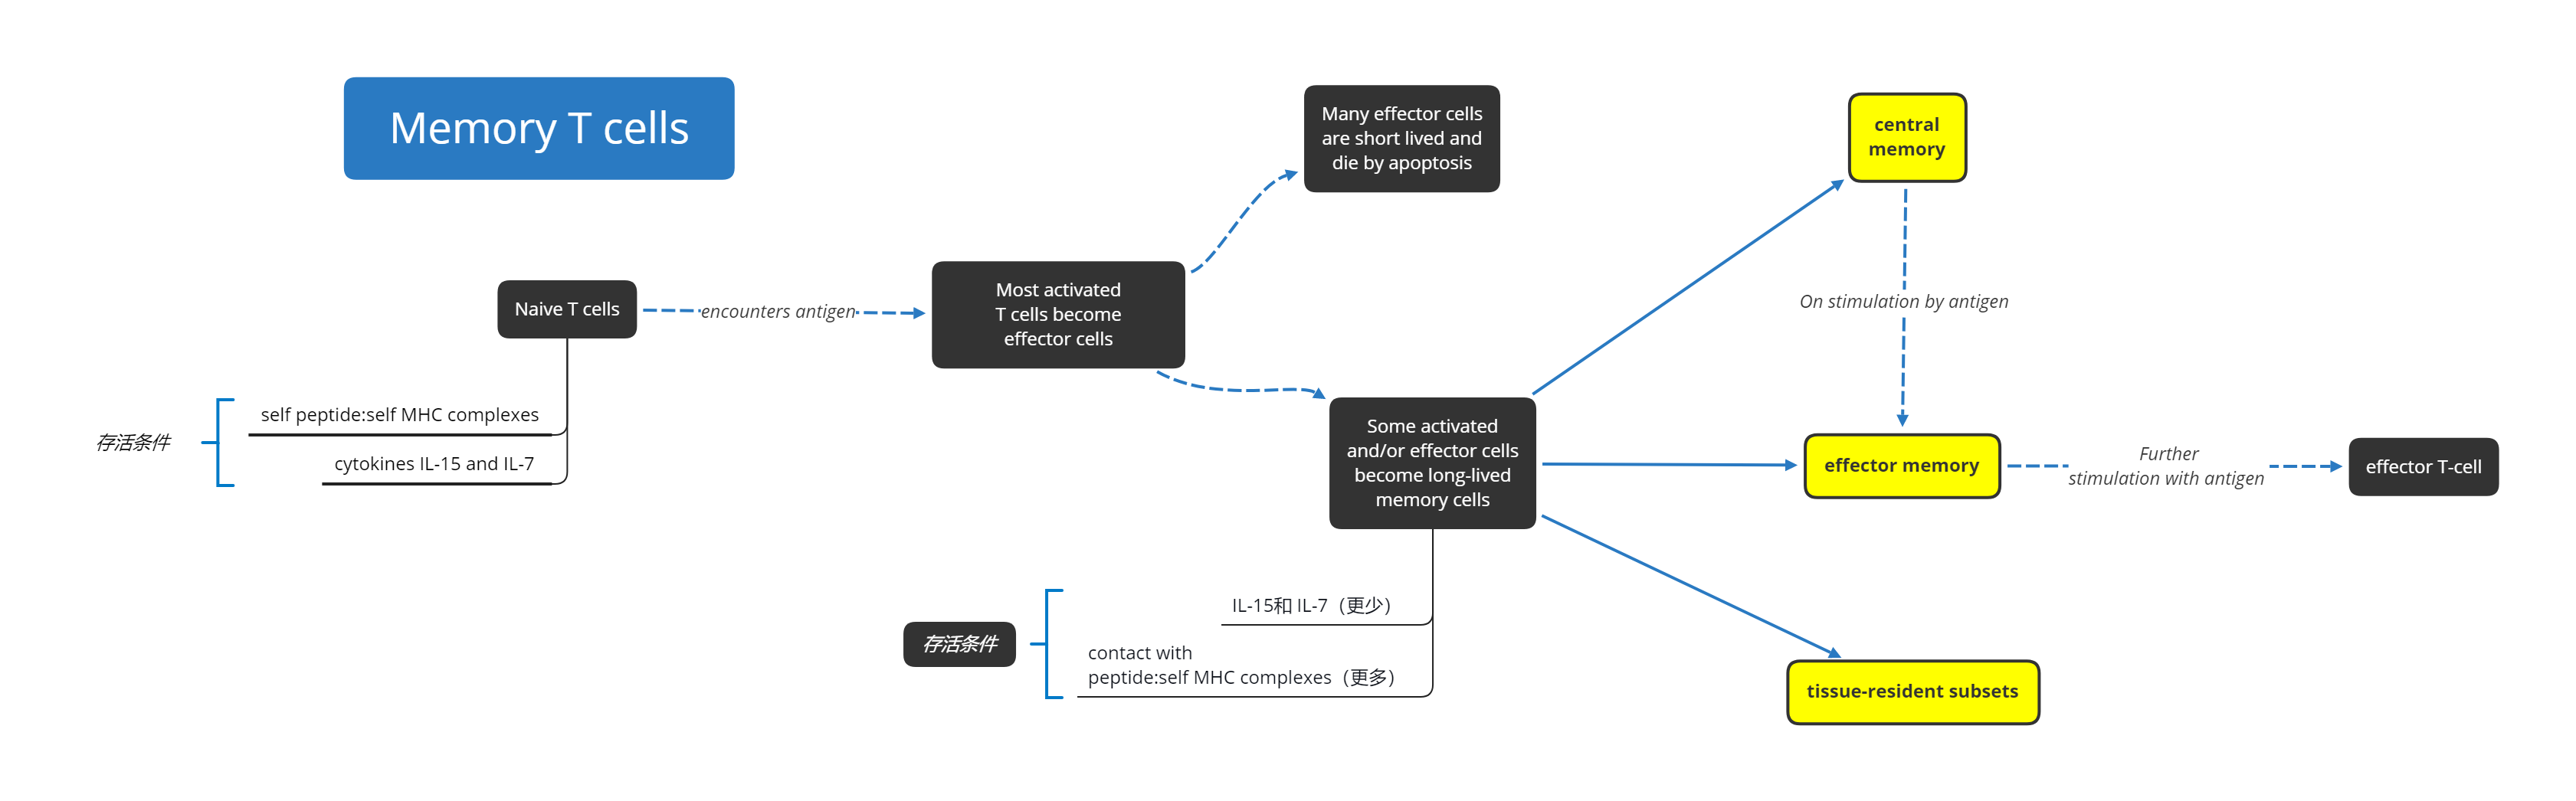 Memory T cells
Many effector cells
are short lived and
die by apoptosis
central
memory
Naive T cells
encounters antigen
Most activated
T cells become
effector cells
On stimulation by antigen
self peptide:self MHC complexes
cytokines IL-15 and IL-7
存活条件
Some activated
and/or effector cells
become long-lived
memory cells
effector memory
Further
stimulation with antigen
effector T-cell
IL-15和 IL-7（更少）
存活条件
contact with
peptide:self MHC complexes（更多）
tissue-resident subsets